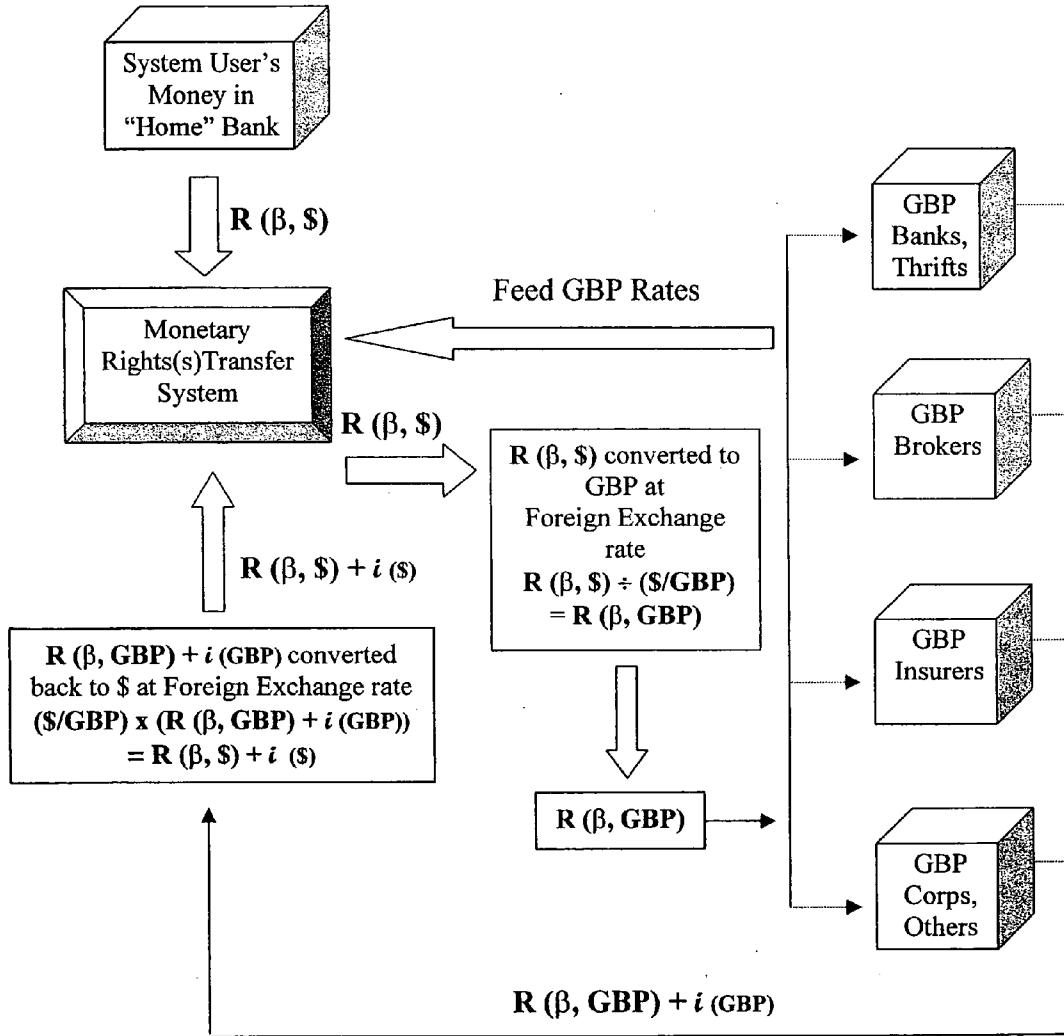 System User's
Money in
“Home” Bank
R (β, $)
Feed GBP Rates
Monetary
Rights(s)Transfer
System
R (β, $)
R (β, $) converted to
GBP at
Foreign Exchange
rate
R (β, $) ÷ ($/GBP)
= R (β, GBP)
R (β, GBP)
GBP
Banks,
Thrifts
GBP
Brokers
GBP
Insurers
GBP
Corps,
Others
R (β, $) + i ($)
R (β, GBP) + i (GBP) converted
back to $ at Foreign Exchange rate
($/GBP) x (R (β, GBP) + i (GBP))
= R (β, $) + i ($)
R (β, GBP) + i (GBP)